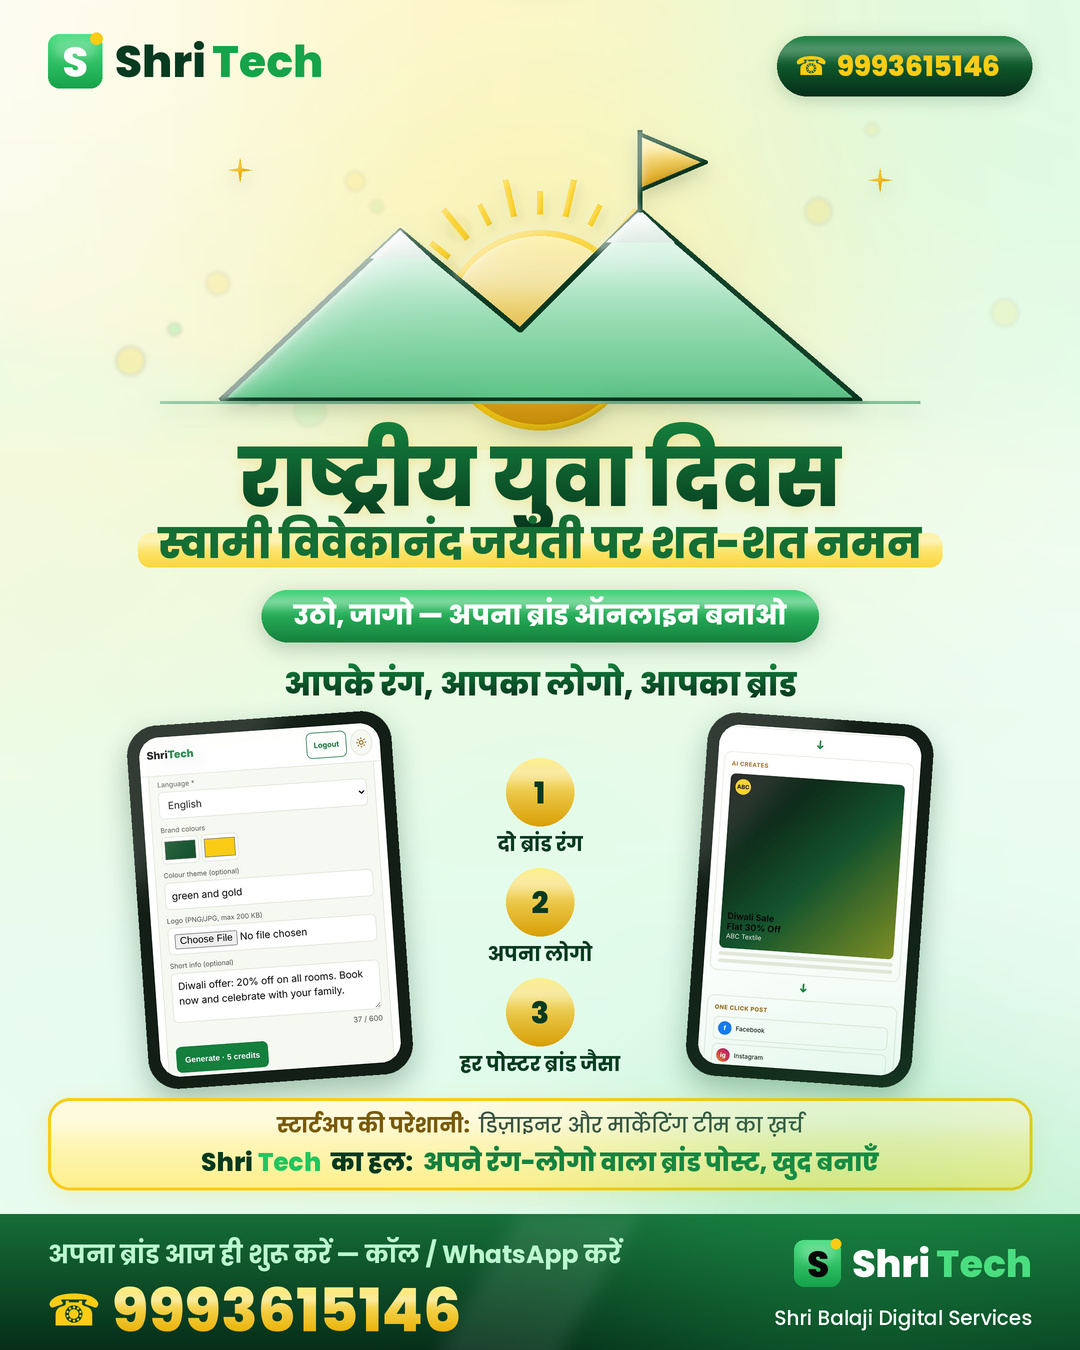 S Shri Tech
☎ 9993615146
राष्ट्रीय युवा दिवस
स्वामी विवेकानंद जयंती पर शत-शत नमन
उठो, जागो — अपना ब्रांड ऑनलाइन बनाओ
आपके रंग, आपका लोगो, आपका ब्रांड
ShriTech
Logout
Language *
English
Brand colours
Colour theme (optional)
green and gold
Logo (PNG/JPG, max 200 KB)
Choose File No file chosen
Short info (optional)
Diwali offer: 20% off on all rooms. Book
now and celebrate with your family.
37 / 600
Generate · 5 credits
1
दो ब्रांड रंग
2
अपना लोगो
3
हर पोस्टर ब्रांड जैसा
↓
AI CREATES
ABC
Diwali Sale
Flat 30% Off
ABC Textile
↓
ONE CLICK POST
f Facebook
ig Instagram
स्टार्टअप की परेशानी: डिज़ाइनर और मार्केटिंग टीम का ख़र्च
Shri Tech का हल: अपने रंग-लोगो वाला ब्रांड पोस्ट, खुद बनाएँ
अपना ब्रांड आज ही शुरू करें — कॉल / WhatsApp करें
☎ 9993615146
S Shri Tech
Shri Balaji Digital Services